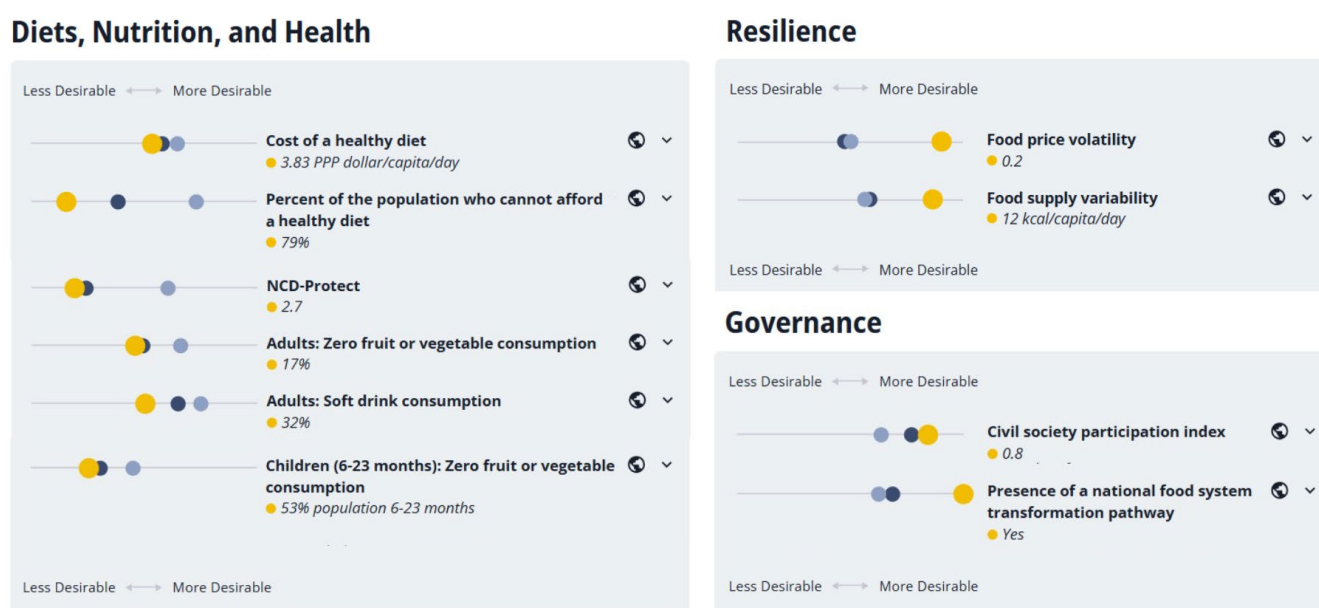 Diets, Nutrition, and Health
Less Desirable
More Desirable
Cost of a healthy diet
3.83 PPP dollar/capita/day
Percent of the population who cannot afford
a healthy diet
79%
NCD-Protect
2.7
Adults: Zero fruit or vegetable consumption
17%
Adults: Soft drink consumption
32%
Children (6-23 months): Zero fruit or vegetable
consumption
53% population 6-23 months
Less Desirable
More Desirable
Resilience
Less Desirable
More Desirable
Food price volatility
0.2
Food supply variability
12 kcal/capita/day
Less Desirable
More Desirable
Governance
Less Desirable
More Desirable
Civil society participation index
0.8
Presence of a national food system
transformation pathway
Yes
Less Desirable
More Desirable